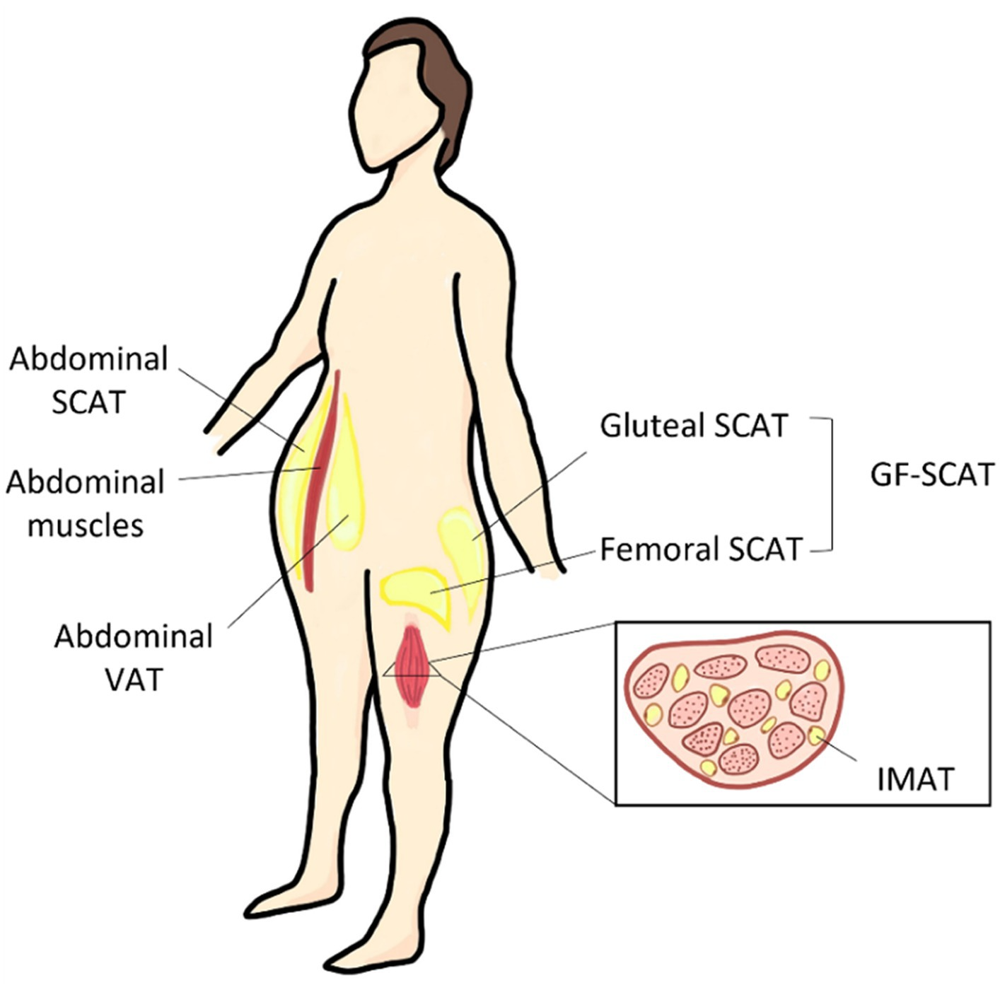 Abdominal
SCAT
Abdominal
muscles
Abdominal
VAT
Gluteal SCAT
GF-SCAT
Femoral SCAT
IMAT